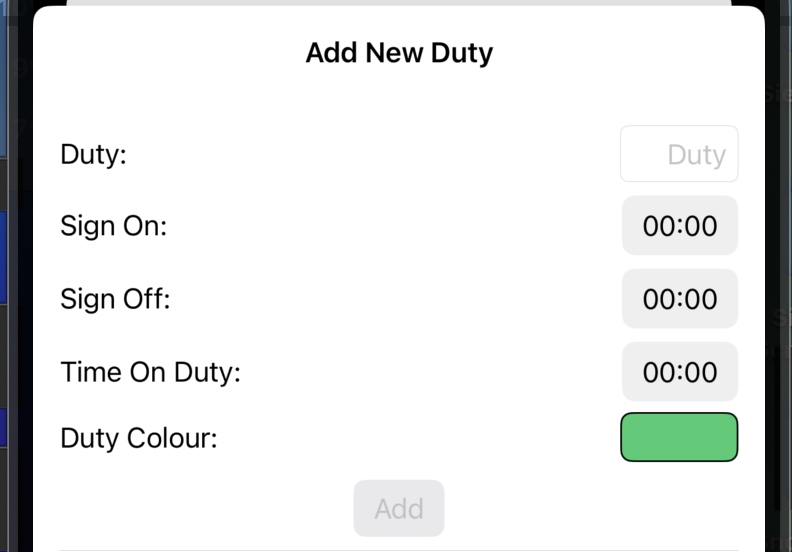 Add New Duty
Duty: Duty
Sign On: 00:00
Sign Off: 00:00
Time On Duty: 00:00
Duty Colour:
Add